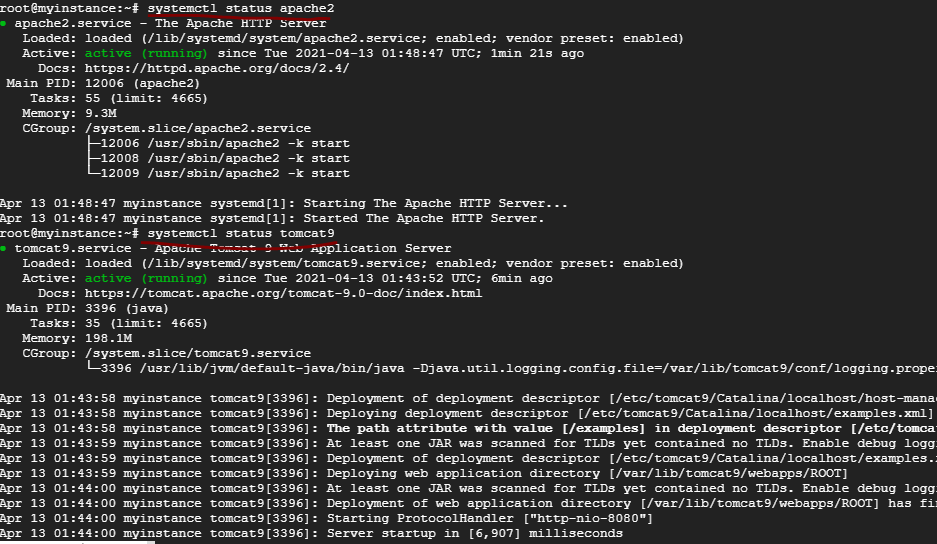 root@myinstance:~# systemctl status apache2
● apache2.service - The Apache HTTP Server
Loaded: loaded (/lib/systemd/system/apache2.service; enabled; vendor preset: enabled)
Active: active (running) since Tue 2021-04-13 01:48:47 UTC; 1min 21s ago
Docs: https://httpd.apache.org/docs/2.4/
Main PID: 12006 (apache2)
Tasks: 55 (limit: 4665)
Memory: 9.3M
CGroup: /system.slice/apache2.service
├─12006 /usr/sbin/apache2 -k start
├─12008 /usr/sbin/apache2 -k start
└─12009 /usr/sbin/apache2 -k start
Apr 13 01:48:47 myinstance systemd[1]: Starting The Apache HTTP Server...
Apr 13 01:48:47 myinstance systemd[1]: Started The Apache HTTP Server.
root@myinstance:~# systemctl status tomcat9
● tomcat9.service - Apache Tomcat 9 Web Application Server
Loaded: loaded (/lib/systemd/system/tomcat9.service; enabled; vendor preset: enabled)
Active: active (running) since Tue 2021-04-13 01:43:52 UTC; 6min ago
Docs: https://tomcat.apache.org/tomcat-9.0-doc/index.html
Main PID: 3396 (java)
Tasks: 35 (limit: 4665)
Memory: 198.1M
CGroup: /system.slice/tomcat9.service
└─3396 /usr/lib/jvm/default-java/bin/java -Djava.util.logging.config.file=/var/lib/tomcat9/conf/logging.prope
Apr 13 01:43:58 myinstance tomcat9[3396]: Deployment of deployment descriptor [/etc/tomcat9/Catalina/localhost/host-mana
Apr 13 01:43:58 myinstance tomcat9[3396]: Deploying deployment descriptor [/etc/tomcat9/Catalina/localhost/examples.xml]
Apr 13 01:43:58 myinstance tomcat9[3396]: The path attribute with value [/examples] in deployment descriptor [/etc/tomca
Apr 13 01:43:59 myinstance tomcat9[3396]: At least one JAR was scanned for TLDs yet contained no TLDs. Enable debug logg
Apr 13 01:43:59 myinstance tomcat9[3396]: Deployment of deployment descriptor [/etc/tomcat9/Catalina/localhost/examples.
Apr 13 01:43:59 myinstance tomcat9[3396]: Deploying web application directory [/var/lib/tomcat9/webapps/ROOT]
Apr 13 01:44:00 myinstance tomcat9[3396]: At least one JAR was scanned for TLDs yet contained no TLDs. Enable debug logg
Apr 13 01:44:00 myinstance tomcat9[3396]: Deployment of web application directory [/var/lib/tomcat9/webapps/ROOT] has fi
Apr 13 01:44:00 myinstance tomcat9[3396]: Starting ProtocolHandler ["http-nio-8080"]
Apr 13 01:44:00 myinstance tomcat9[3396]: Server startup in [6,907] milliseconds